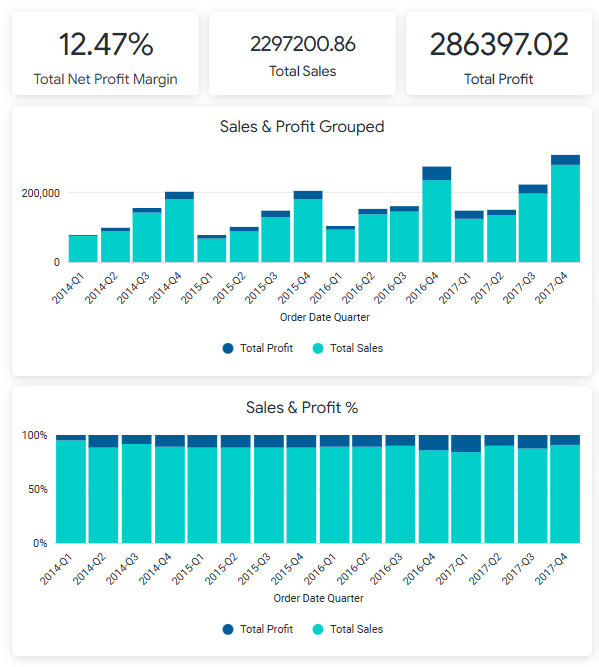 12.47%
Total Net Profit Margin
2297200.86
Total Sales
286397.02
Total Profit
Sales & Profit Grouped
200,000
0
2014-Q1
2014-Q2
2014-Q3
2014-Q4
2015-Q1
2015-Q2
2015-Q3
2015-Q4
2016-Q1
2016-Q2
2016-Q3
2016-Q4
2017-Q1
2017-Q2
2017-Q3
2017-Q4
Order Date Quarter
Total Profit
Total Sales
Sales & Profit %
100%
50%
0%
2014-Q1
2014-Q2
2014-Q3
2014-Q4
2015-Q1
2015-Q2
2015-Q3
2015-Q4
2016-Q1
2016-Q2
2016-Q3
2016-Q4
2017-Q1
2017-Q2
2017-Q3
2017-Q4
Order Date Quarter
Total Profit
Total Sales